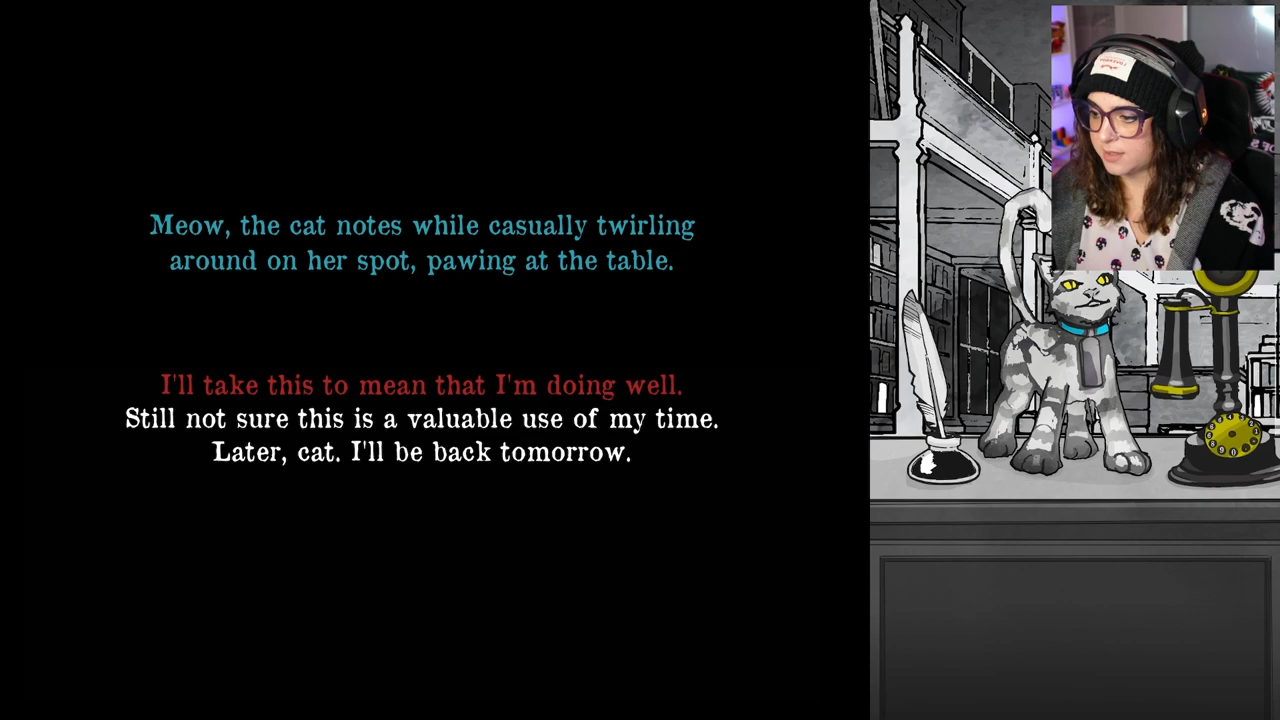 Meow, the cat notes while casually twirling
around on her spot, pawing at the table.
I'll take this to mean that I'm doing well.
Still not sure this is a valuable use of my time.
Later, cat. I'll be back tomorrow.